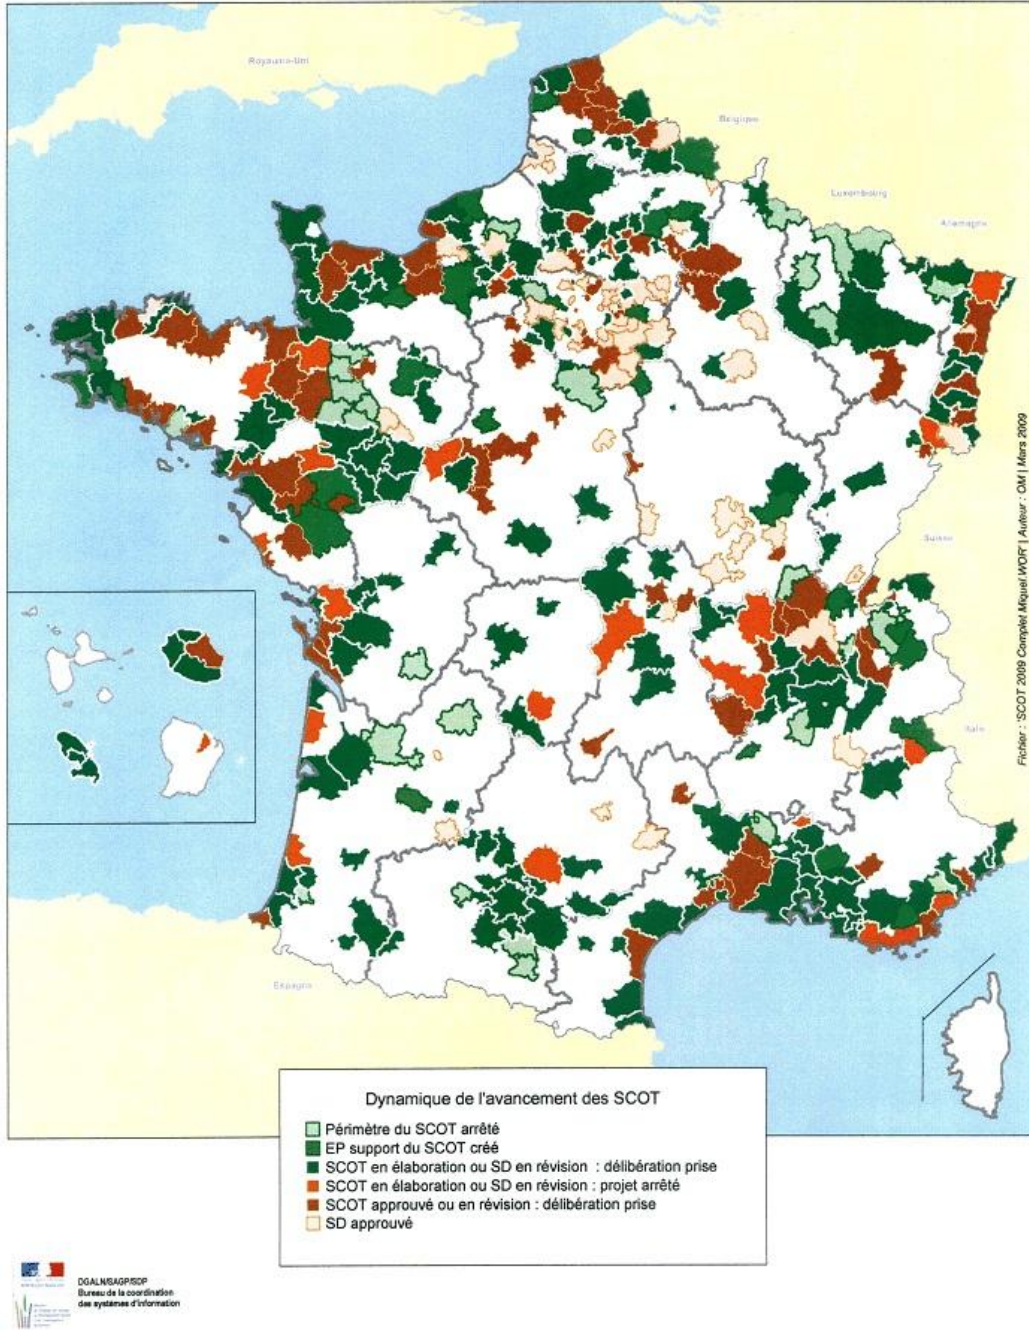 Royaume-Uni
Belgique
Luxembourg
Allemagne
Suisse
Italie
Espagne
Fichier : 'SCOT 2009 Complet Miquel.WOR' | Auteur : OM | Mars 2009
Dynamique de l'avancement des SCOT
Périmètre du SCOT arrêté
EP support du SCOT créé
SCOT en élaboration ou SD en révision : délibération prise
SCOT en élaboration ou SD en révision : projet arrêté
SCOT approuvé ou en révision : délibération prise
SD approuvé
DGALN/SAGP/SDP
Bureau de la coordination
des systèmes d'information